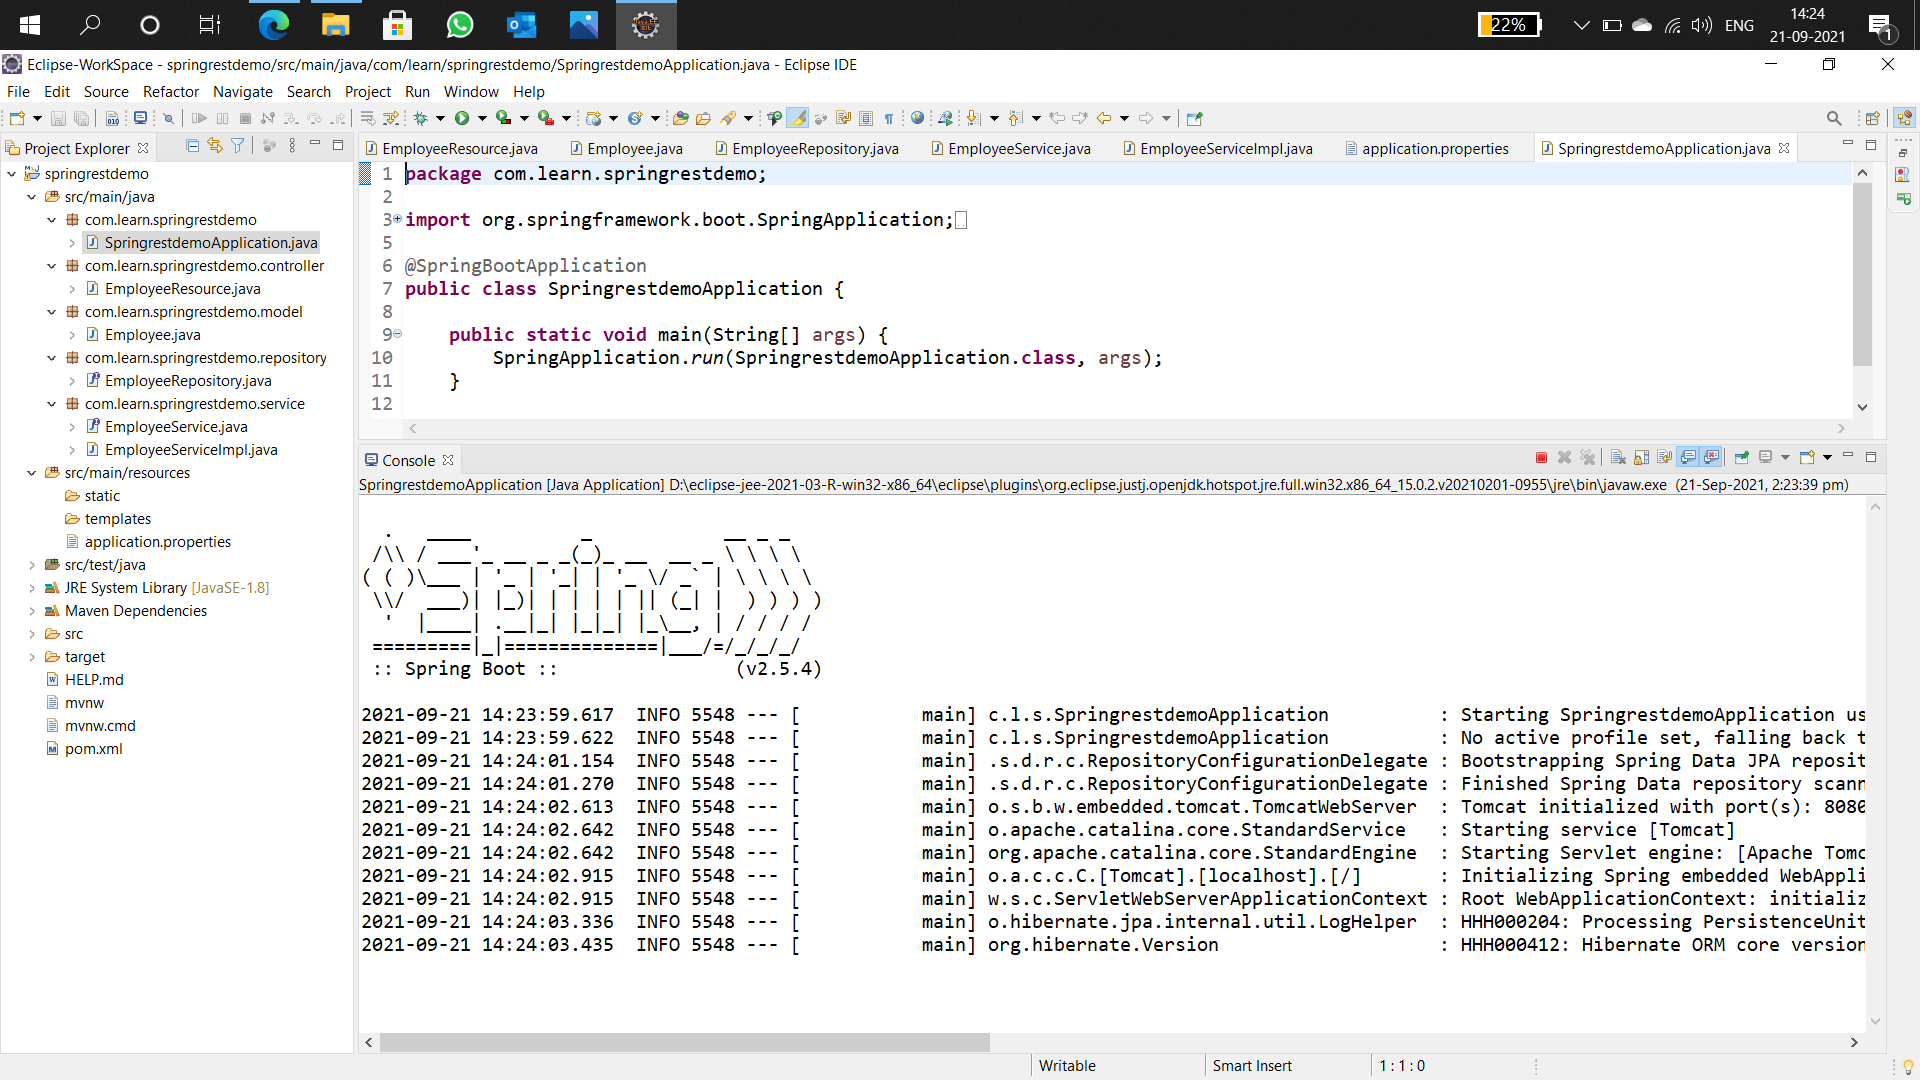 22%
ENG
14:24
21-09-2021
1
Eclipse-WorkSpace - springrestdemo/src/main/java/com/learn/springrestdemo/SpringrestdemoApplication.java - Eclipse IDE
File Edit Source Refactor Navigate Search Project Run Window Help
Project Explorer
springrestdemo
src/main/java
com.learn.springrestdemo
SpringrestdemoApplication.java
com.learn.springrestdemo.controller
EmployeeResource.java
com.learn.springrestdemo.model
Employee.java
com.learn.springrestdemo.repository
EmployeeRepository.java
com.learn.springrestdemo.service
EmployeeService.java
EmployeeServiceImpl.java
src/main/resources
static
templates
application.properties
src/test/java
JRE System Library [JavaSE-1.8]
Maven Dependencies
src
target
HELP.md
mvnw
mvnw.cmd
pom.xml
EmployeeResource.java Employee.java EmployeeRepository.java EmployeeService.java EmployeeServiceImpl.java application.properties SpringrestdemoApplication.java
1 package com.learn.springrestdemo;
2
3 import org.springframework.boot.SpringApplication;
5
6 @SpringBootApplication
7 public class SpringrestdemoApplication {
8
9 public static void main(String[] args) {
10 SpringApplication.run(SpringrestdemoApplication.class, args);
11 }
12
Console
SpringrestdemoApplication [Java Application] D:\eclipse-jee-2021-03-R-win32-x86_64\eclipse\plugins\org.eclipse.justj.openjdk.hotspot.jre.full.win32.x86_64_15.0.2.v20210201-0955\jre\bin\javaw.exe (21-Sep-2021, 2:23:39 pm)
  .   ____          _            __ _ _
 /\\ / ___'_ __ _ _(_)_ __  __ _ \ \ \ \
( ( )\___ | '_ | '_| | '_ \/ _` | \ \ \ \
 \\/  ___)| |_)| | | | | || (_| |  ) ) ) )
  '  |____| .__|_| |_|_| |_\__, | / / / /
 =========|_|==============|___/=/_/_/_/
 :: Spring Boot ::                (v2.5.4)
2021-09-21 14:23:59.617 INFO 5548 --- [ main] c.l.s.SpringrestdemoApplication : Starting SpringrestdemoApplication us
2021-09-21 14:23:59.622 INFO 5548 --- [ main] c.l.s.SpringrestdemoApplication : No active profile set, falling back t
2021-09-21 14:24:01.154 INFO 5548 --- [ main] .s.d.r.c.RepositoryConfigurationDelegate : Bootstrapping Spring Data JPA reposit
2021-09-21 14:24:01.270 INFO 5548 --- [ main] .s.d.r.c.RepositoryConfigurationDelegate : Finished Spring Data repository scann
2021-09-21 14:24:02.613 INFO 5548 --- [ main] o.s.b.w.embedded.tomcat.TomcatWebServer : Tomcat initialized with port(s): 8080
2021-09-21 14:24:02.642 INFO 5548 --- [ main] o.apache.catalina.core.StandardService : Starting service [Tomcat]
2021-09-21 14:24:02.642 INFO 5548 --- [ main] org.apache.catalina.core.StandardEngine : Starting Servlet engine: [Apache Tomc
2021-09-21 14:24:02.915 INFO 5548 --- [ main] o.a.c.c.C.[Tomcat].[localhost].[/] : Initializing Spring embedded WebAppli
2021-09-21 14:24:02.915 INFO 5548 --- [ main] w.s.c.ServletWebServerApplicationContext : Root WebApplicationContext: initializ
2021-09-21 14:24:03.336 INFO 5548 --- [ main] o.hibernate.jpa.internal.util.LogHelper : HHH000204: Processing PersistenceUnit
2021-09-21 14:24:03.435 INFO 5548 --- [ main] org.hibernate.Version : HHH000412: Hibernate ORM core version
Writable Smart Insert 1 : 1 : 0